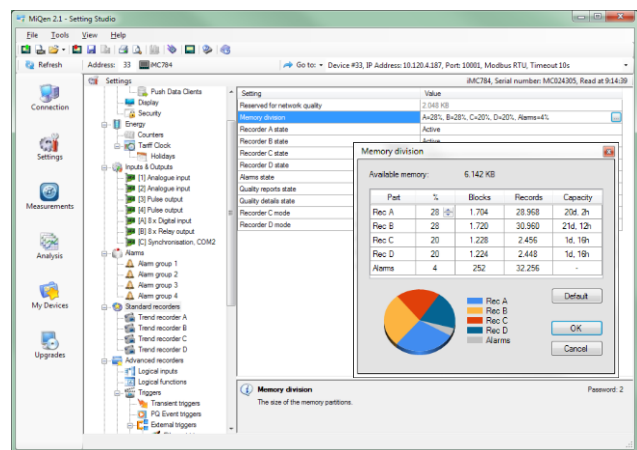 MiQen 2.1 - Setting Studio
File Tools View Help
Refresh Address: 33 iMC784 Go to: Device #33, IP Address: 10.120.4.187, Port: 10001, Modbus RTU, Timeout 10s
Settings iMC784, Serial number: MC024305, Read at 9:14:39
Connection
Settings
Measurements
Analysis
My Devices
Upgrades
Push Data Clients
Display
Security
Energy
Counters
Tariff Clock
Holidays
Inputs & Outputs
[1] Analogue input
[2] Analogue input
[3] Pulse output
[4] Pulse output
[A] 8 x Digital input
[B] 8 x Relay output
[C] Synchronisation, COM2
Alarms
Alarm group 1
Alarm group 2
Alarm group 3
Alarm group 4
Standard recorders
Trend recorder A
Trend recorder B
Trend recorder C
Trend recorder D
Advanced recorders
Logical inputs
Logical functions
Triggers
Transient triggers
PQ Event triggers
External triggers
Setting Value
Reserved for network quality 2.048 KB
Memory division A=28%, B=28%, C=20%, D=20%, Alarms=4%
Recorder A state Active
Recorder B state Active
Recorder C state
Recorder D state
Alarms state
Quality reports state
Quality details state
Recorder C mode
Recorder D mode
Memory division
Available memory: 6.142 KB
Part % Blocks Records Capacity
Rec A 28 1.704 28.968 20d, 2h
Rec B 28 1.720 30.960 21d, 12h
Rec C 20 1.228 2.456 1d, 16h
Rec D 20 1.224 2.448 1d, 16h
Alarms 4 252 32.256 -
Rec A
Rec B
Rec C
Rec D
Alarms
Default
OK
Cancel
Memory division Password: 2
The size of the memory partitions.